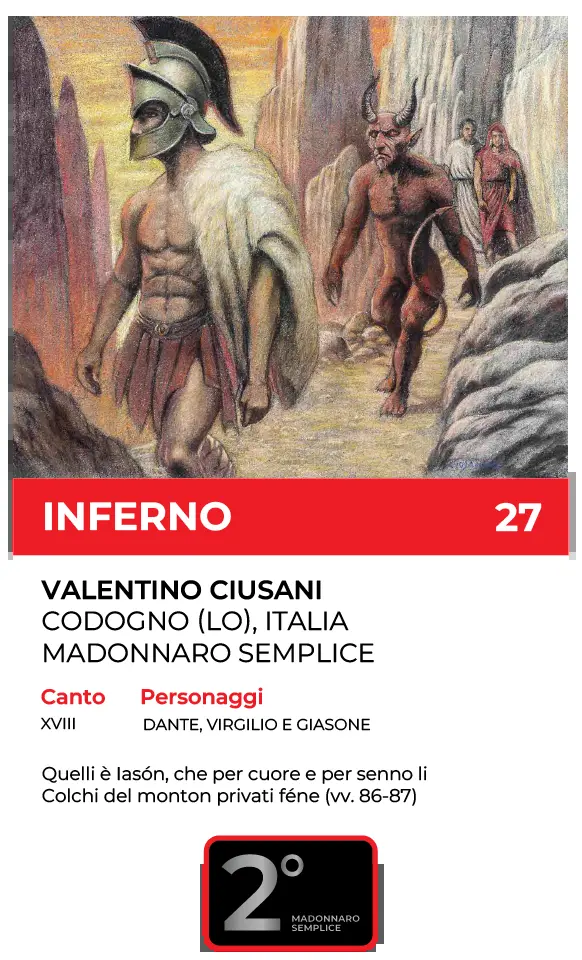 INFERNO 27
VALENTINO CIUSANI
CODOGNO (LO), ITALIA
MADONNARO SEMPLICE
Canto Personaggi
XVIII DANTE, VIRGILIO E GIASONE
Quelli è Iasón, che per cuore e per senno li
Colchi del monton privati féne (vv. 86-87)
2°
MADONNARO
SEMPLICE